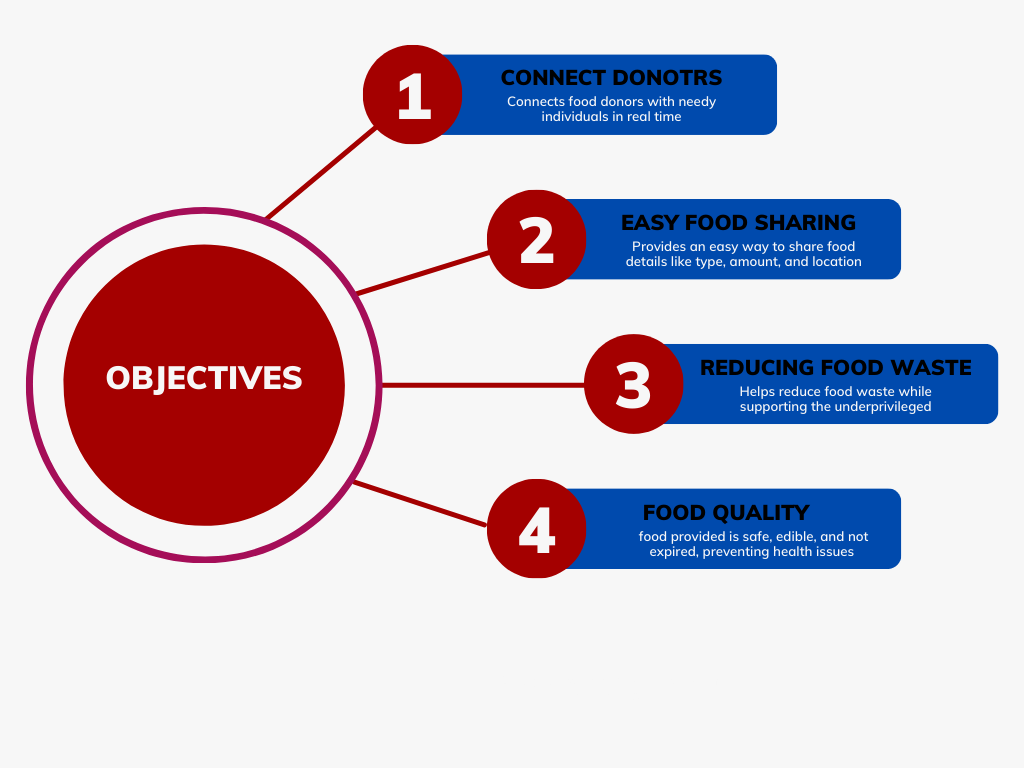 OBJECTIVES
1
CONNECT DONOTRS
Connects food donors with needy
individuals in real time
2
EASY FOOD SHARING
Provides an easy way to share food
details like type, amount, and location
3
REDUCING FOOD WASTE
Helps reduce food waste while
supporting the underprivileged
4
FOOD QUALITY
food provided is safe, edible, and not
expired, preventing health issues